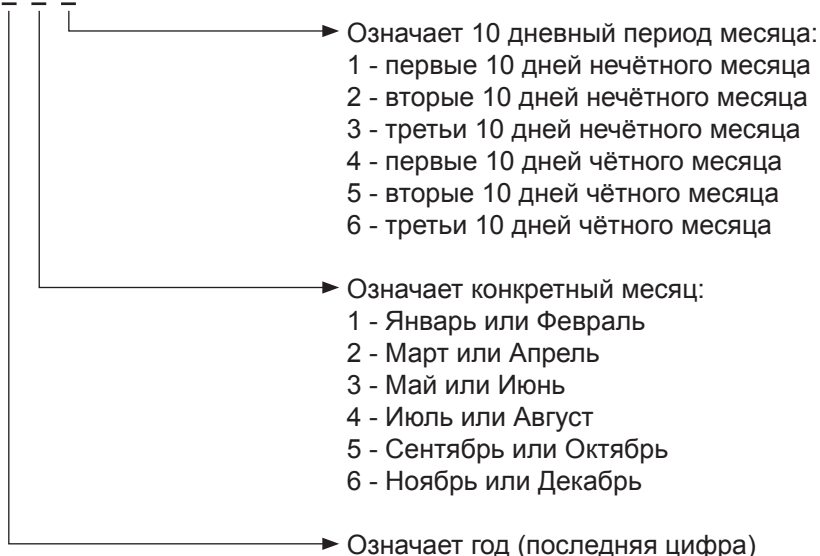 Означает 10 дневный период месяца:
1 - первые 10 дней нечётного месяца
2 - вторые 10 дней нечётного месяца
3 - третьи 10 дней нечётного месяца
4 - первые 10 дней чётного месяца
5 - вторые 10 дней чётного месяца
6 - третьи 10 дней чётного месяца
Означает конкретный месяц:
1 - Январь или Февраль
2 - Март или Апрель
3 - Май или Июнь
4 - Июль или Август
5 - Сентябрь или Октябрь
6 - Ноябрь или Декабрь
Означает год (последняя цифра)